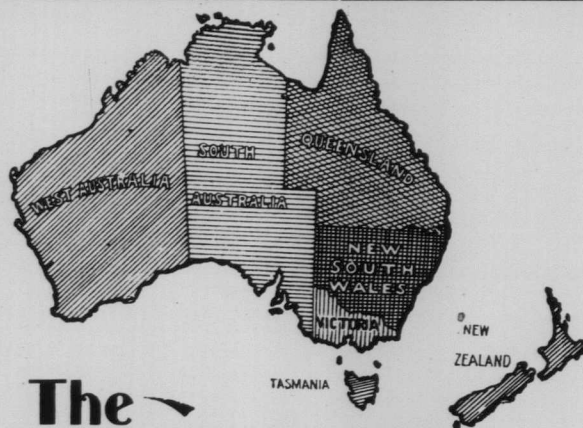 QUEENSLAND
SOUTH
AUSTRALIA
WEST AUSTRALIA
NEW
SOUTH
WALES
VICTORIA
NEW
ZEALAND
TASMANIA
The